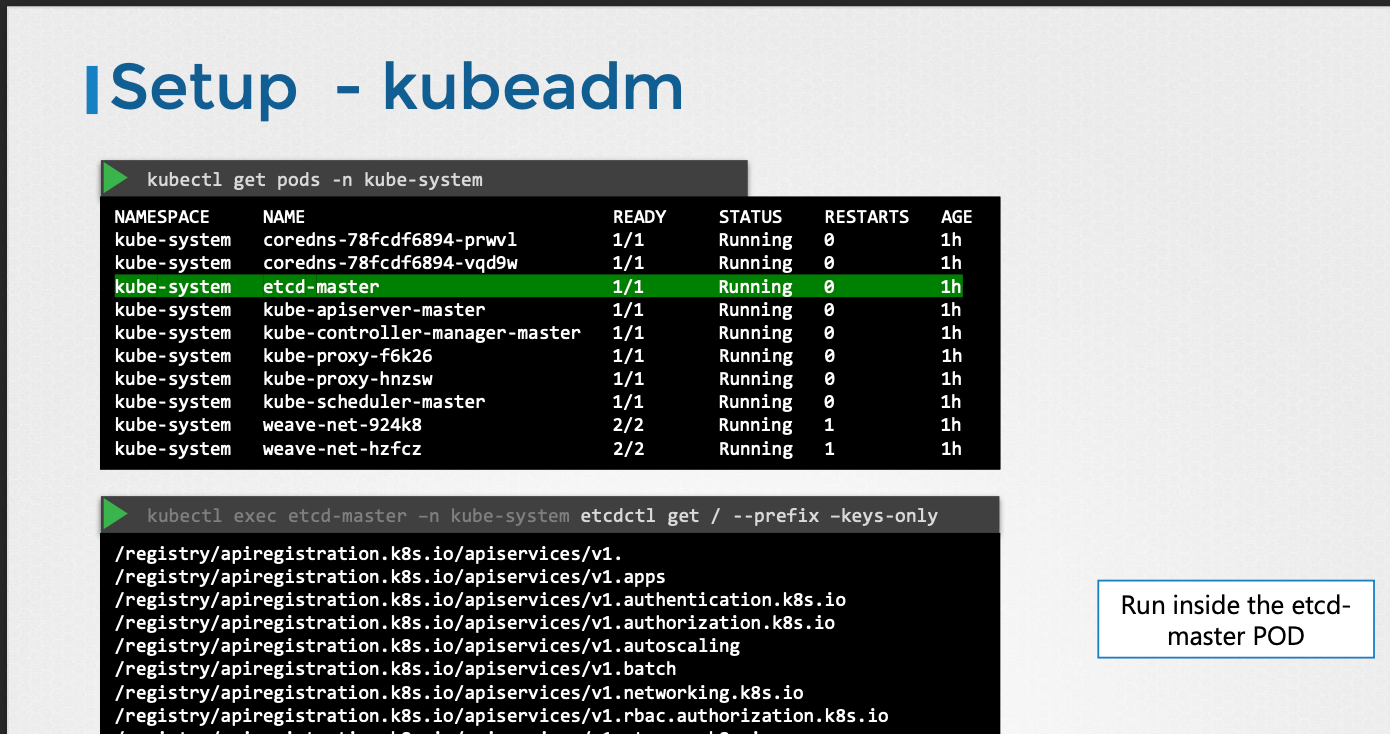 Setup - kubeadm
kubectl get pods -n kube-system
NAMESPACE NAME READY STATUS RESTARTS AGE
kube-system coredns-78fcdf6894-prwvl 1/1 Running 0 1h
kube-system coredns-78fcdf6894-vqd9w 1/1 Running 0 1h
kube-system etcd-master 1/1 Running 0 1h
kube-system kube-apiserver-master 1/1 Running 0 1h
kube-system kube-controller-manager-master 1/1 Running 0 1h
kube-system kube-proxy-f6k26 1/1 Running 0 1h
kube-system kube-proxy-hnzsw 1/1 Running 0 1h
kube-system kube-scheduler-master 1/1 Running 0 1h
kube-system weave-net-924k8 2/2 Running 1 1h
kube-system weave-net-hzfcz 2/2 Running 1 1h
kubectl exec etcd-master –n kube-system etcdctl get / --prefix –keys-only
/registry/apiregistration.k8s.io/apiservices/v1.
/registry/apiregistration.k8s.io/apiservices/v1.apps
/registry/apiregistration.k8s.io/apiservices/v1.authentication.k8s.io
/registry/apiregistration.k8s.io/apiservices/v1.authorization.k8s.io
/registry/apiregistration.k8s.io/apiservices/v1.autoscaling
/registry/apiregistration.k8s.io/apiservices/v1.batch
/registry/apiregistration.k8s.io/apiservices/v1.networking.k8s.io
/registry/apiregistration.k8s.io/apiservices/v1.rbac.authorization.k8s.io
Run inside the etcd-
master POD